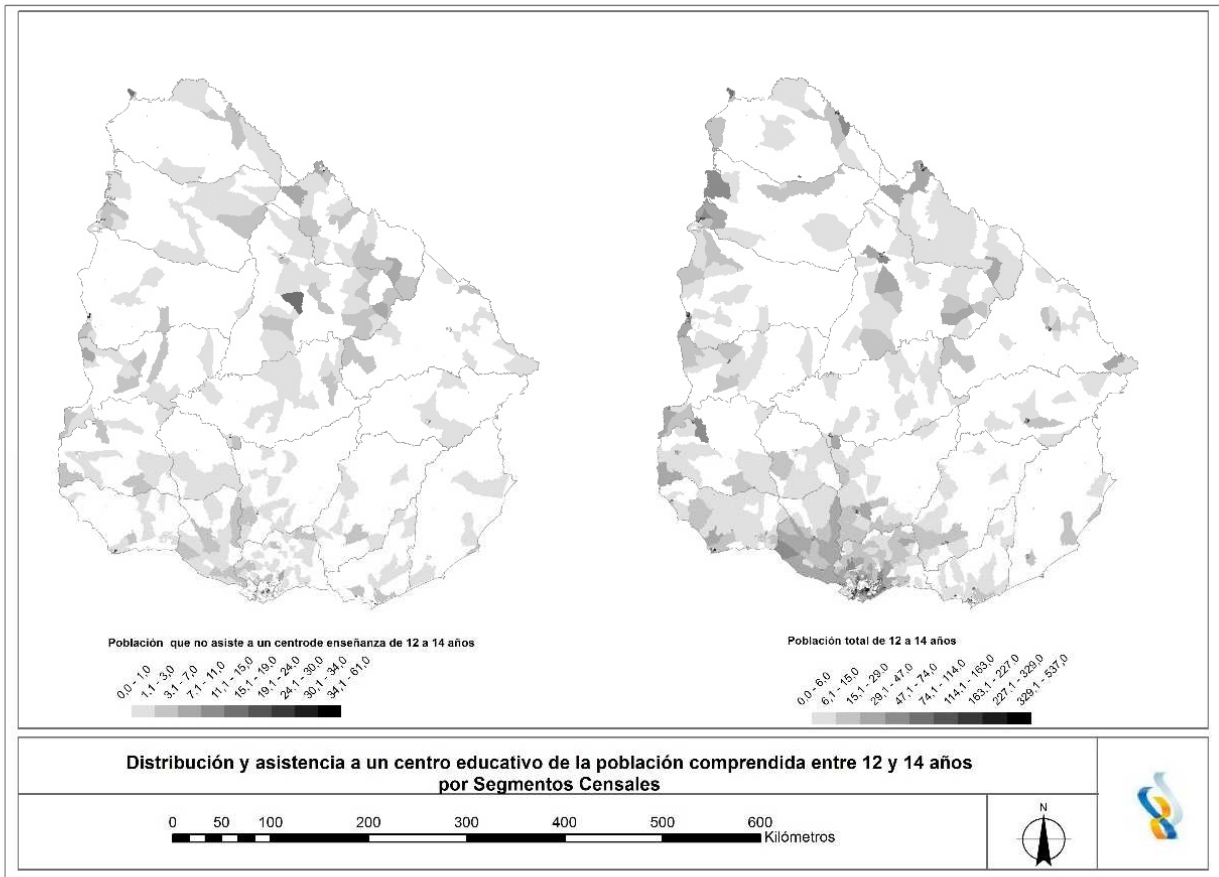 Población que no asiste a un centrode enseñanza de 12 a 14 años
0,0 - 1,0
1,1 - 3,0
3,1 - 7,0
7,1 - 11,0
11,1 - 15,0
15,1 - 19,0
19,1 - 24,0
24,1 - 30,0
30,1 - 34,0
34,1 - 61,0
Población total de 12 a 14 años
0,0 - 6,0
6,1 - 15,0
15,1 - 29,0
29,1 - 47,0
47,1 - 74,0
74,1 - 114,0
114,1 - 163,0
163,1 - 227,0
227,1 - 329,0
329,1 - 537,0
Distribución y asistencia a un centro educativo de la población comprendida entre 12 y 14 años
por Segmentos Censales
0 50 100 200 300 400 500 600
Kilómetros
N